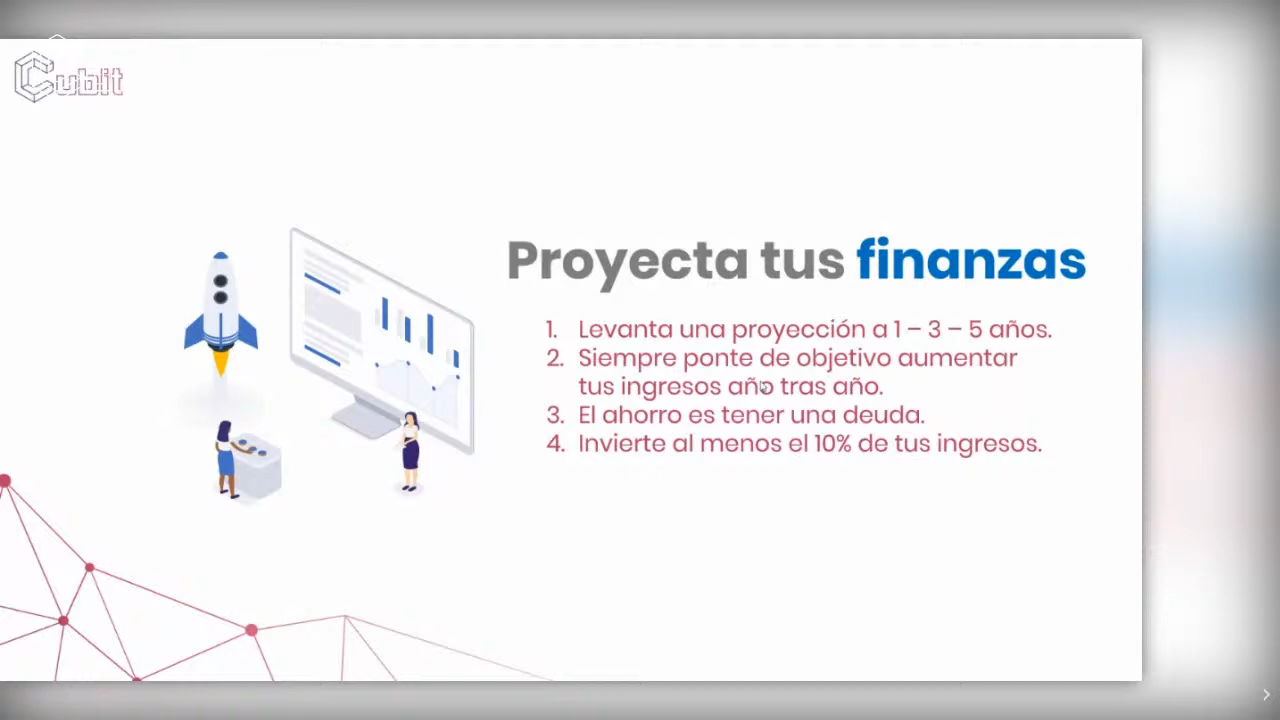 Cubit
Proyecta tus finanzas
1. Levanta una proyección a 1 – 3 – 5 años.
2. Siempre ponte de objetivo aumentar
tus ingresos año tras año.
3. El ahorro es tener una deuda.
4. Invierte al menos el 10% de tus ingresos.